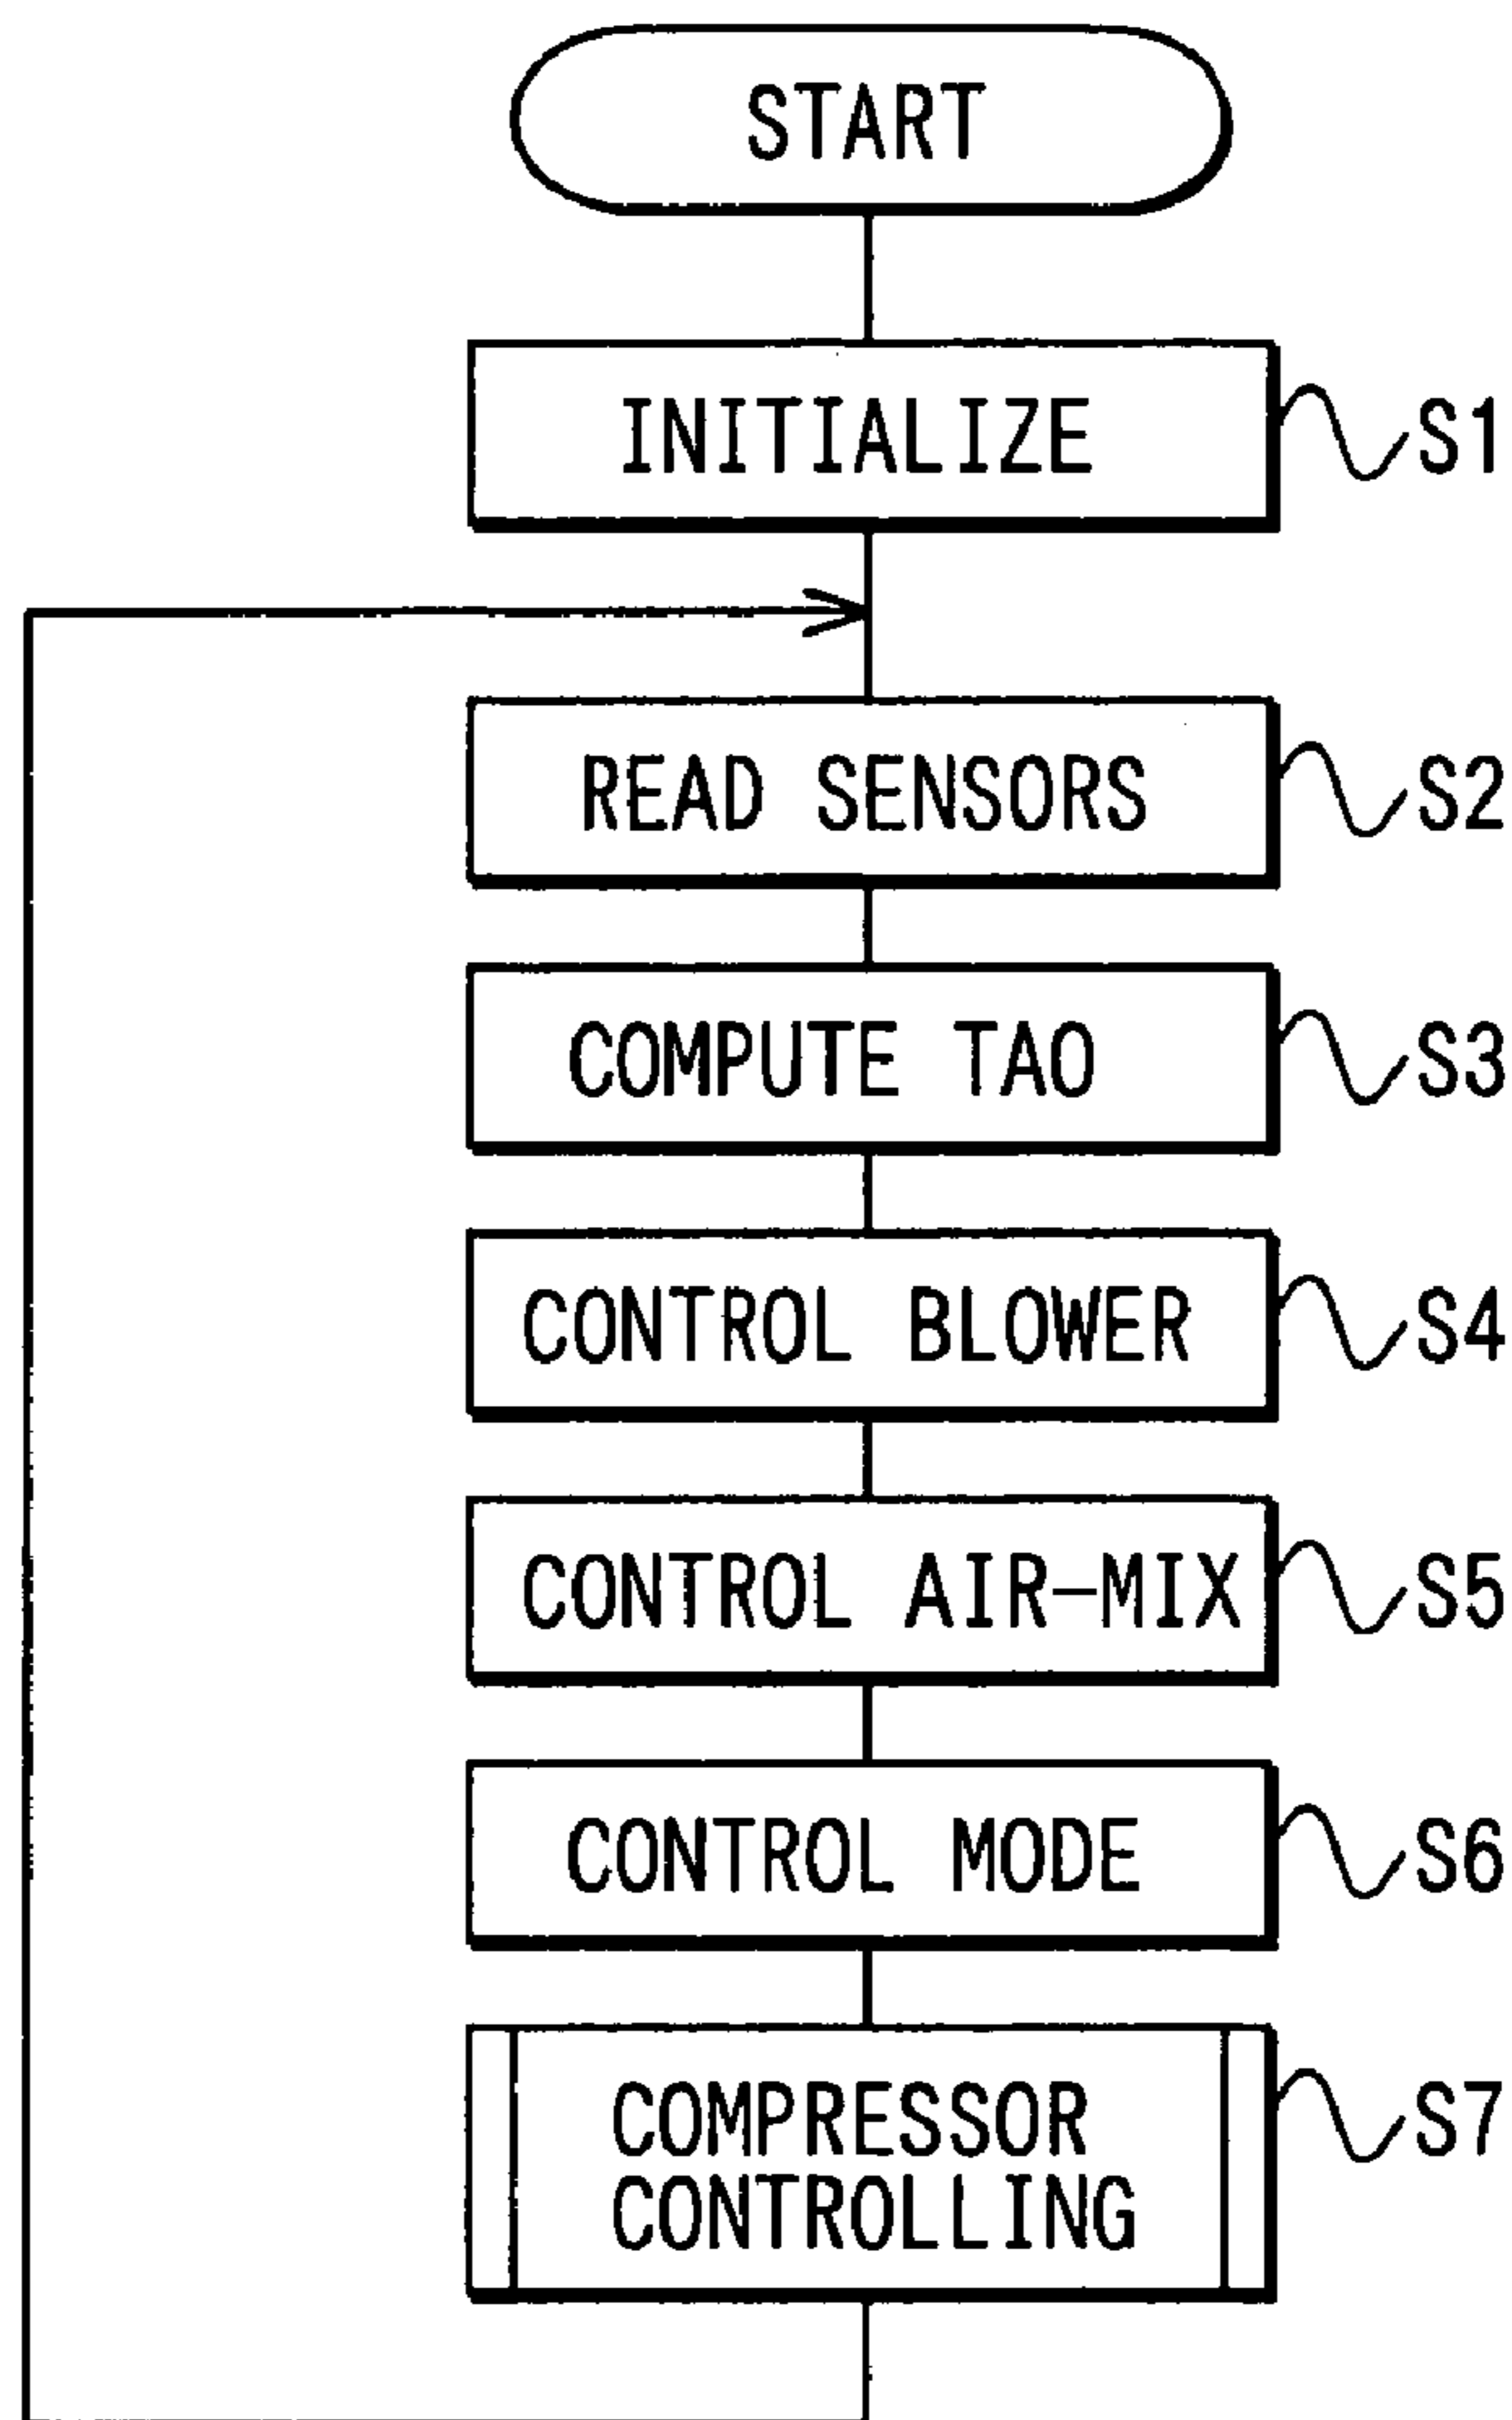 START
INITIALIZE
S1
READ SENSORS
S2
COMPUTE TAO
S3
CONTROL BLOWER
S4
CONTROL AIR-MIX
S5
CONTROL MODE
S6
COMPRESSOR
CONTROLLING
S7